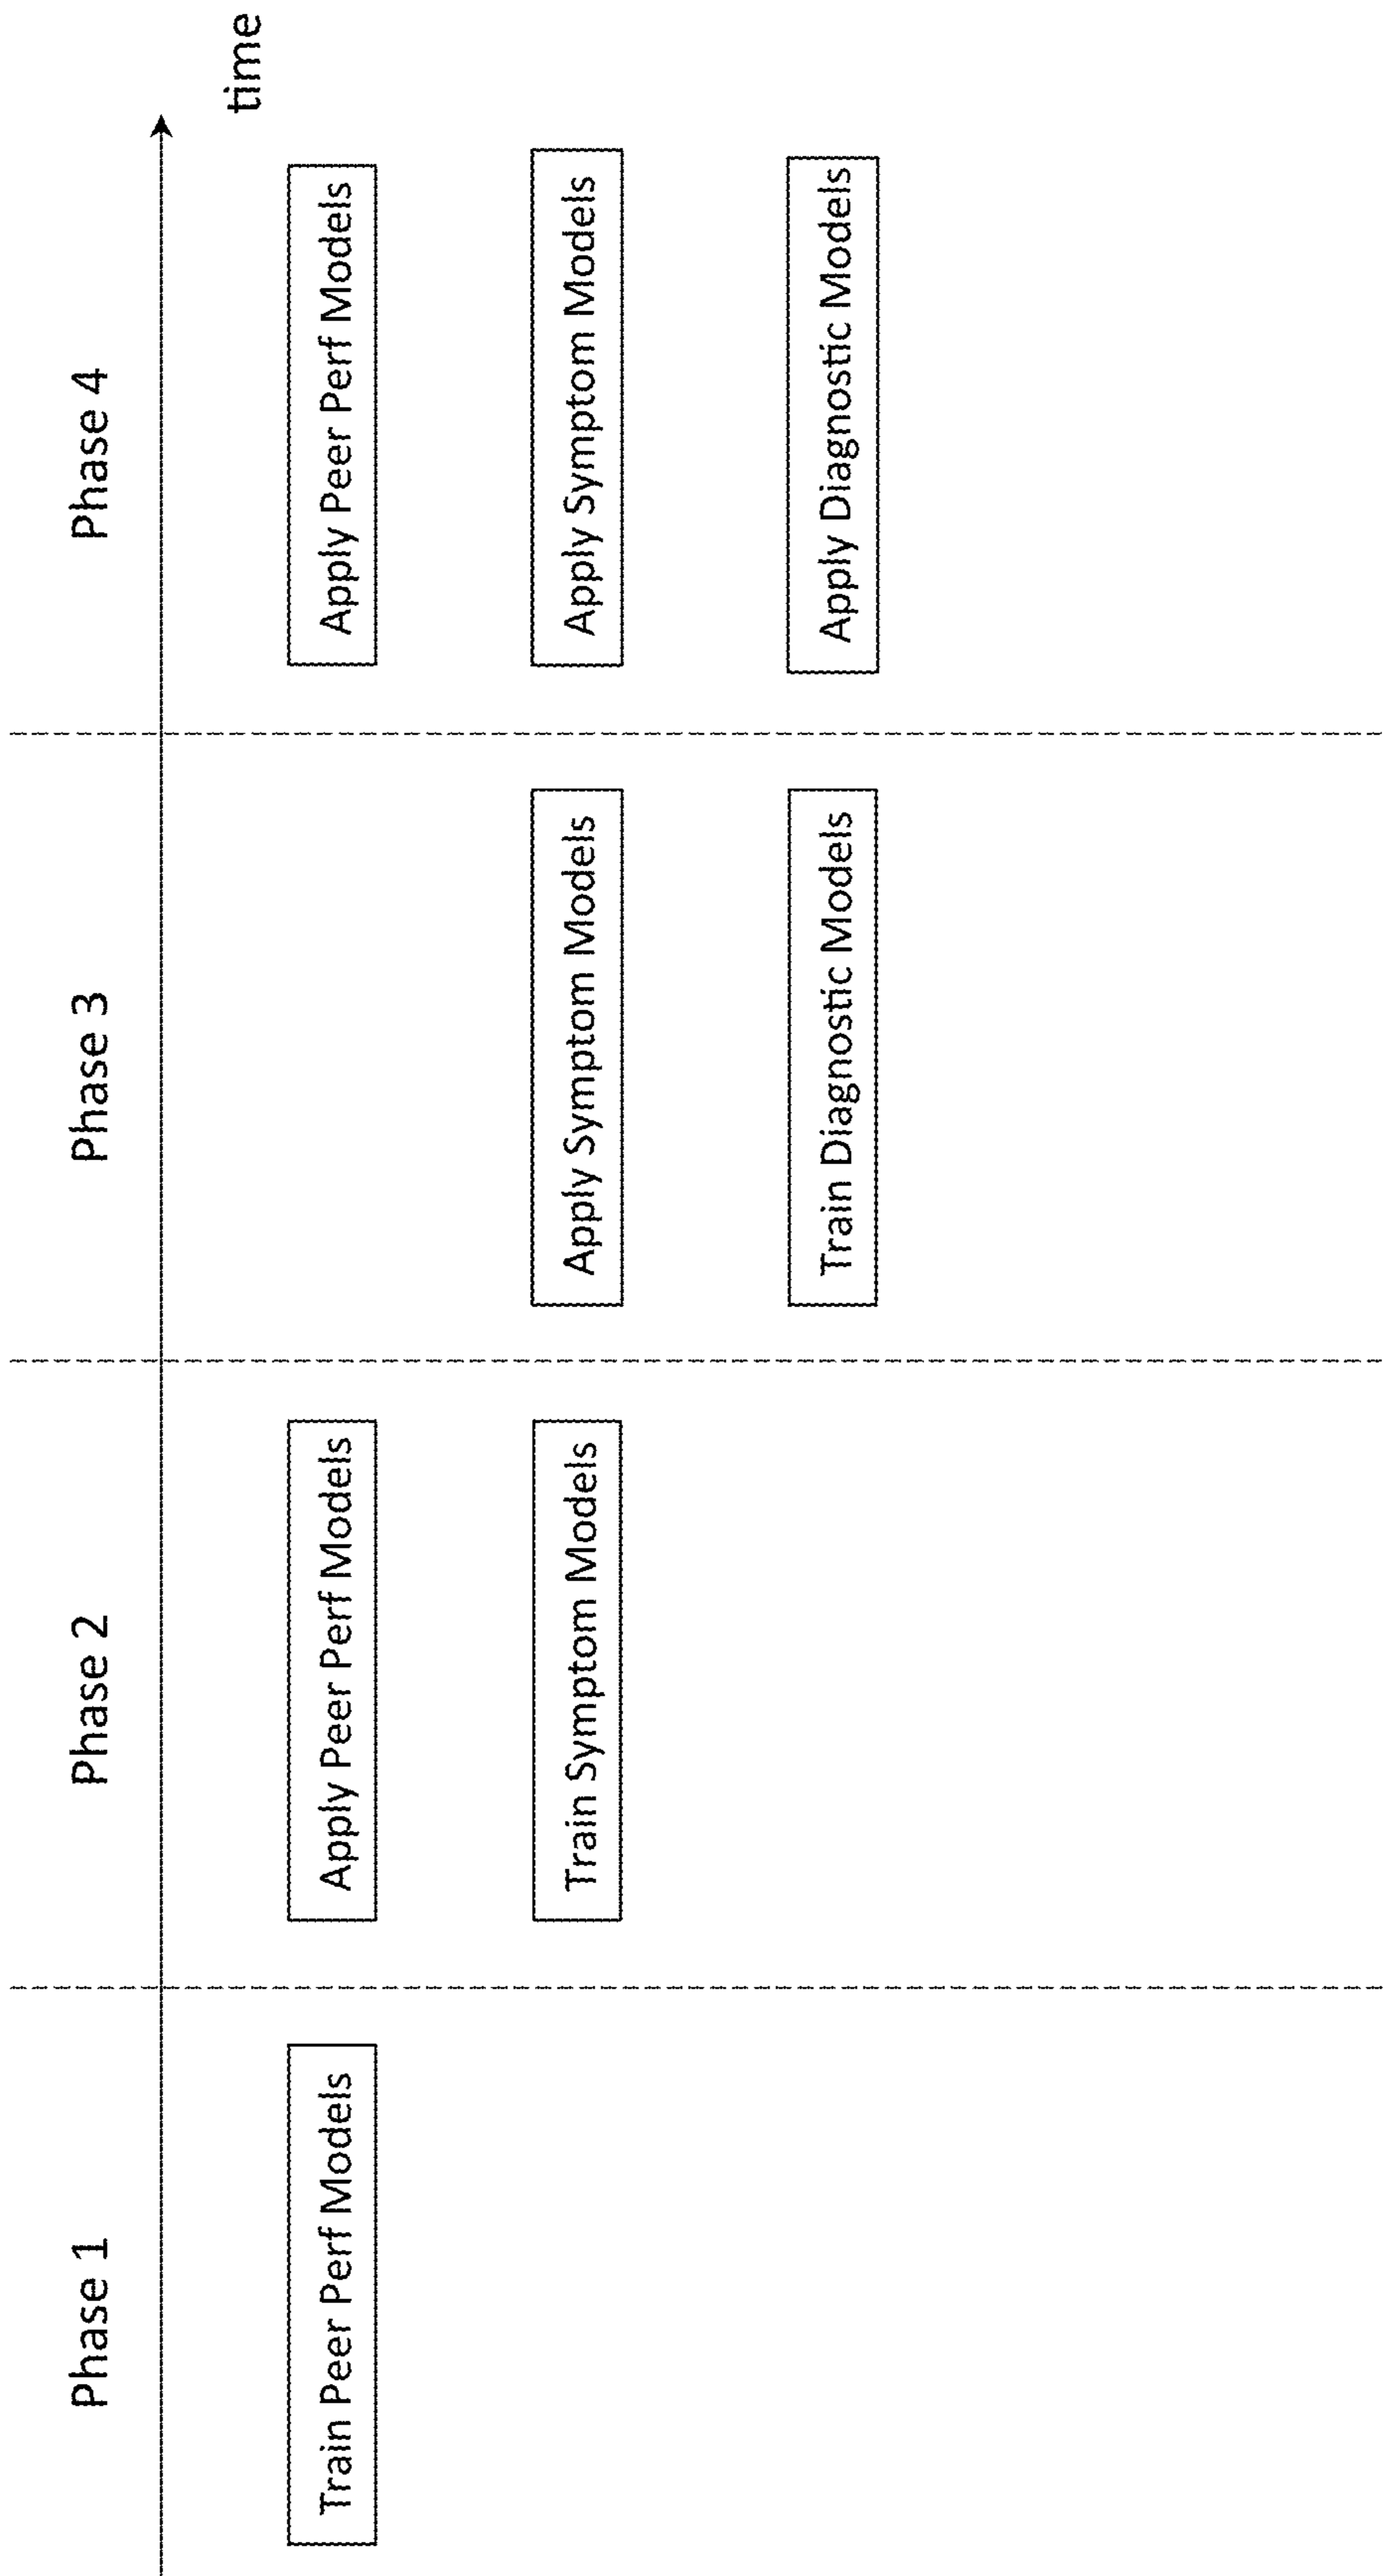 Phase 1
Phase 2
Phase 3
Phase 4
time
Train Peer Perf Models
Apply Peer Perf Models
Apply Peer Perf Models
Train Symptom Models
Apply Symptom Models
Apply Symptom Models
Train Diagnostic Models
Apply Diagnostic Models